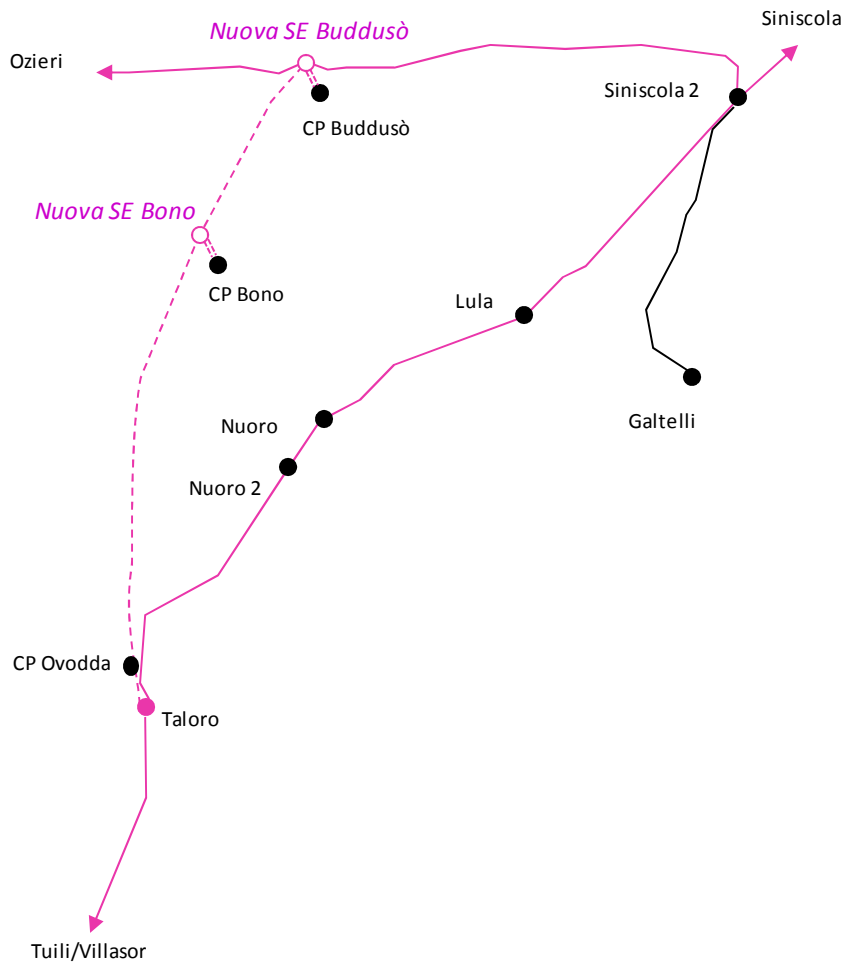 Siniscola
Nuova SE Buddusò
Ozieri
Siniscola 2
CP Buddusò
Nuova SE Bono
CP Bono
Lula
Nuoro
Galtelli
Nuoro 2
CP Ovodda
Taloro
Tuili/Villasor